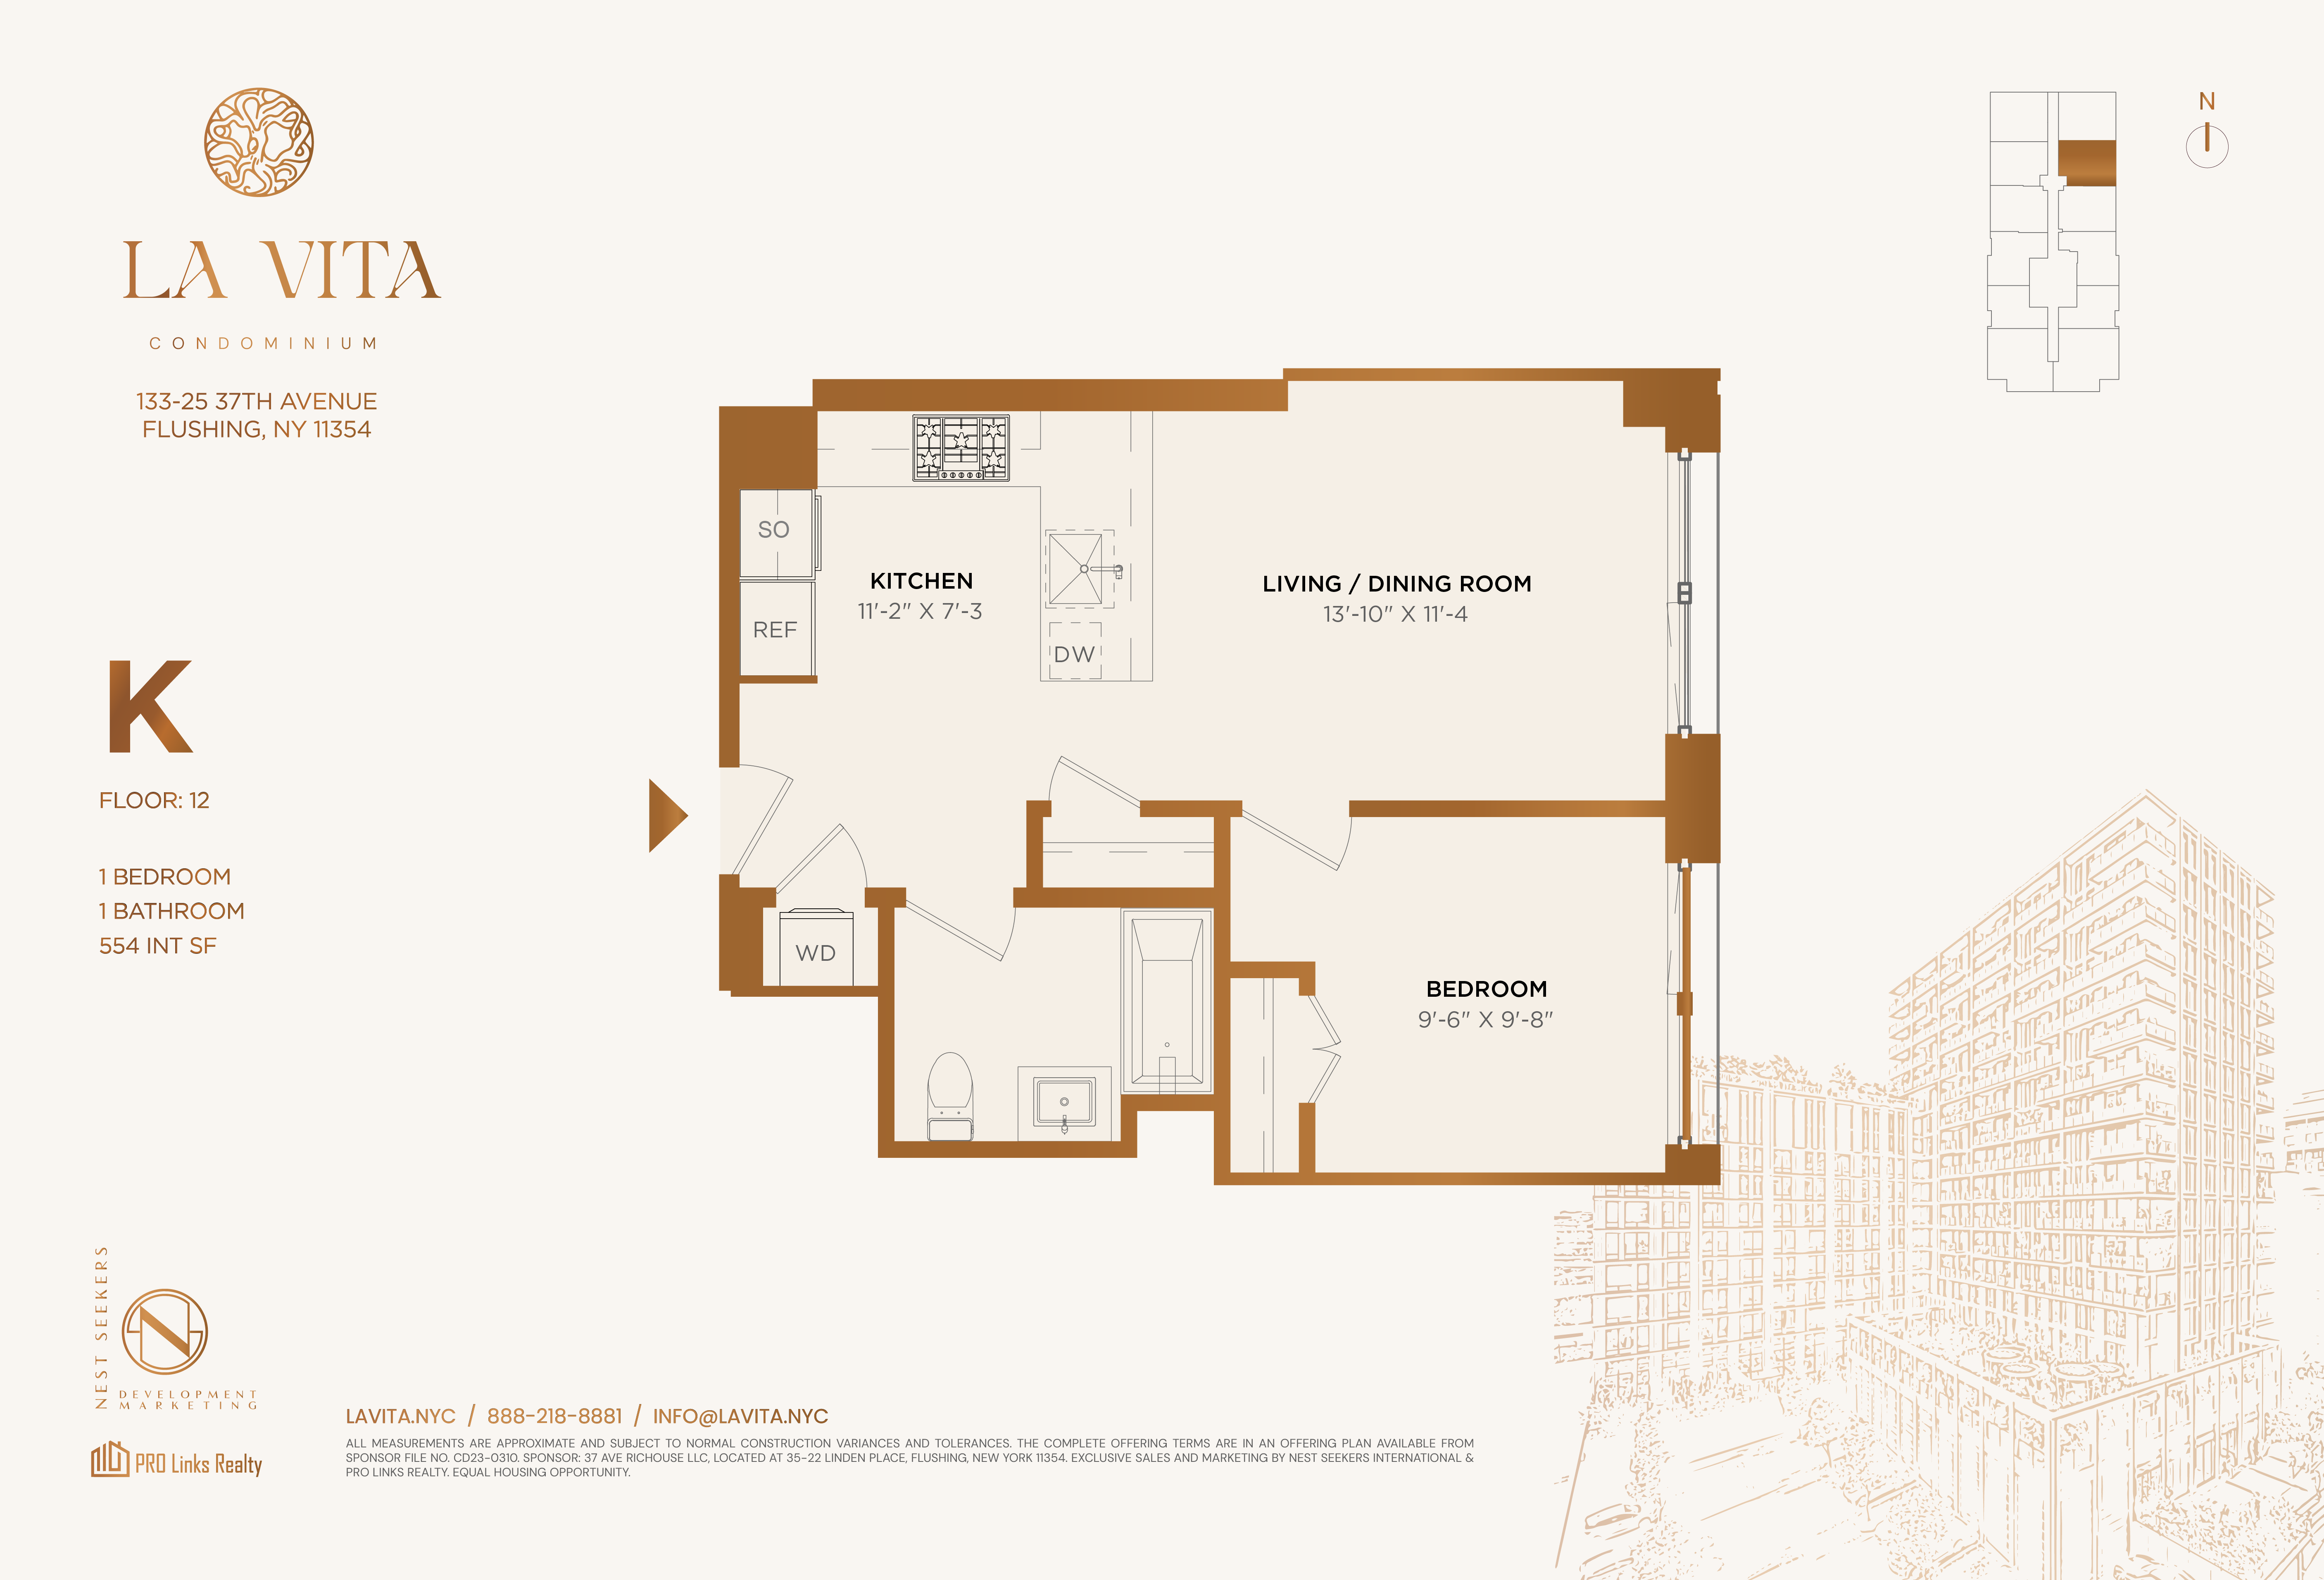 LA VITA
CONDOMINIUM
133-25 37TH AVENUE
FLUSHING, NY 11354
N
K
FLOOR: 12
1 BEDROOM
1 BATHROOM
554 INT SF
SO
REF
KITCHEN
11'-2" X 7'-3
DW
LIVING / DINING ROOM
13'-10" X 11'-4
WD
BEDROOM
9'-6" X 9'-8"
NEST SEEKERS
DEVELOPMENT
MARKETING
PRO Links Realty
LAVITA.NYC / 888-218-8881 / INFO@LAVITA.NYC
ALL MEASUREMENTS ARE APPROXIMATE AND SUBJECT TO NORMAL CONSTRUCTION VARIANCES AND TOLERANCES. THE COMPLETE OFFERING TERMS ARE IN AN OFFERING PLAN AVAILABLE FROM
SPONSOR FILE NO. CD23-0310. SPONSOR: 37 AVE RICHOUSE LLC, LOCATED AT 35-22 LINDEN PLACE, FLUSHING, NEW YORK 11354. EXCLUSIVE SALES AND MARKETING BY NEST SEEKERS INTERNATIONAL &
PRO LINKS REALTY. EQUAL HOUSING OPPORTUNITY.